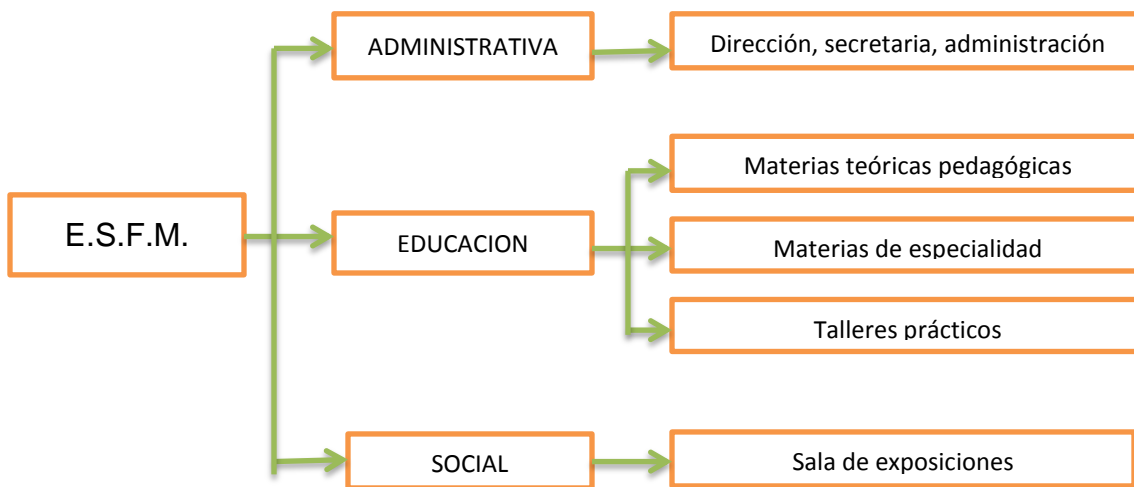 ADMINISTRATIVA
Dirección, secretaria, administración
Materias teóricas pedagógicas
E.S.F.M.
EDUCACION
Materias de especialidad
Talleres prácticos
SOCIAL
Sala de exposiciones